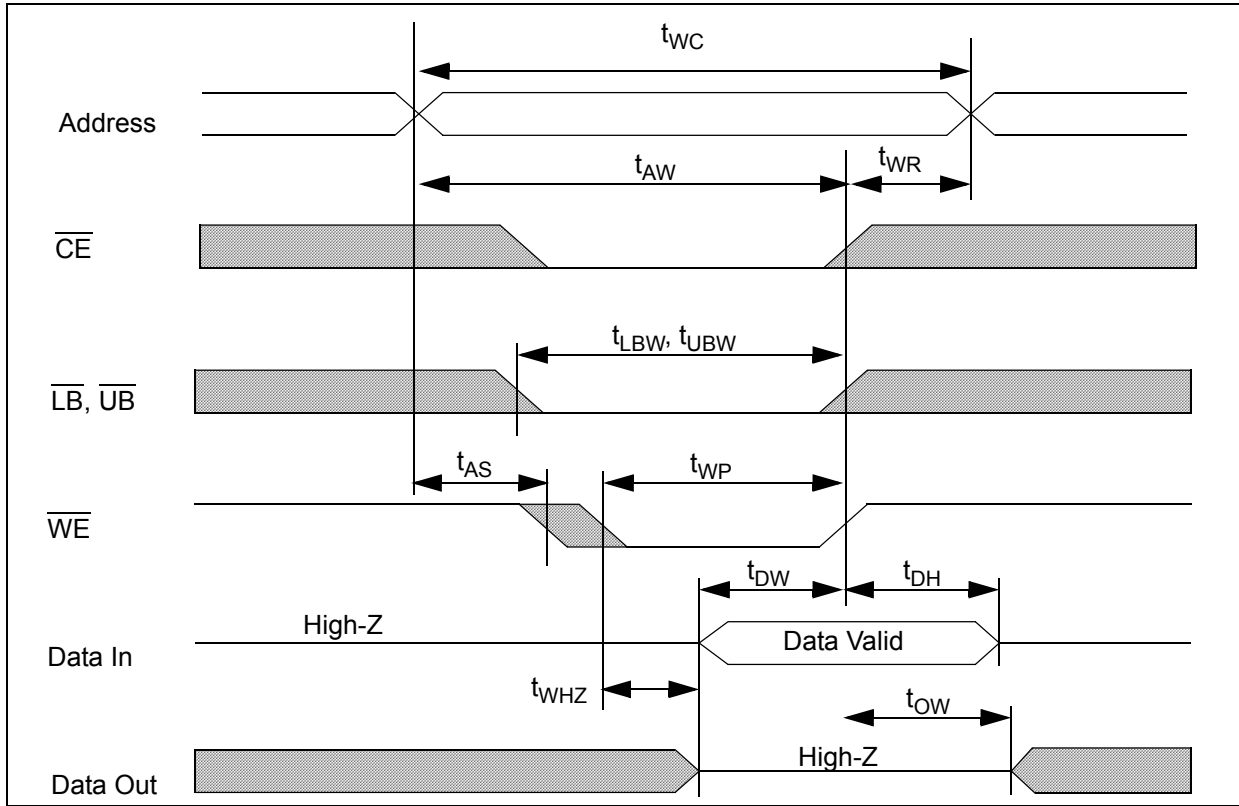 tWC
Address
tAW
tWR
CE
tLBW, tUBW
LB, UB
tAS
tWP
WE
tDW
tDH
High-Z
Data Valid
Data In
tWHZ
tOW
High-Z
Data Out